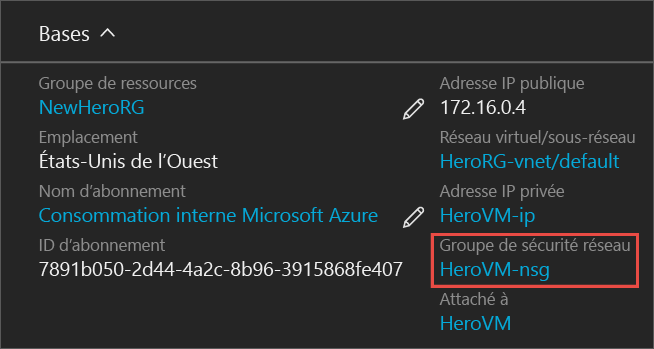 Bases
Groupe de ressources
NewHeroRG
Emplacement
États-Unis de l’Ouest
Nom d’abonnement
Consommation interne Microsoft Azure
ID d’abonnement
7891b050-2d44-4a2c-8b96-3915868fe407
Adresse IP publique
172.16.0.4
Réseau virtuel/sous-réseau
HeroRG-vnet/default
Adresse IP privée
HeroVM-ip
Groupe de sécurité réseau
HeroVM-nsg
Attaché à
HeroVM